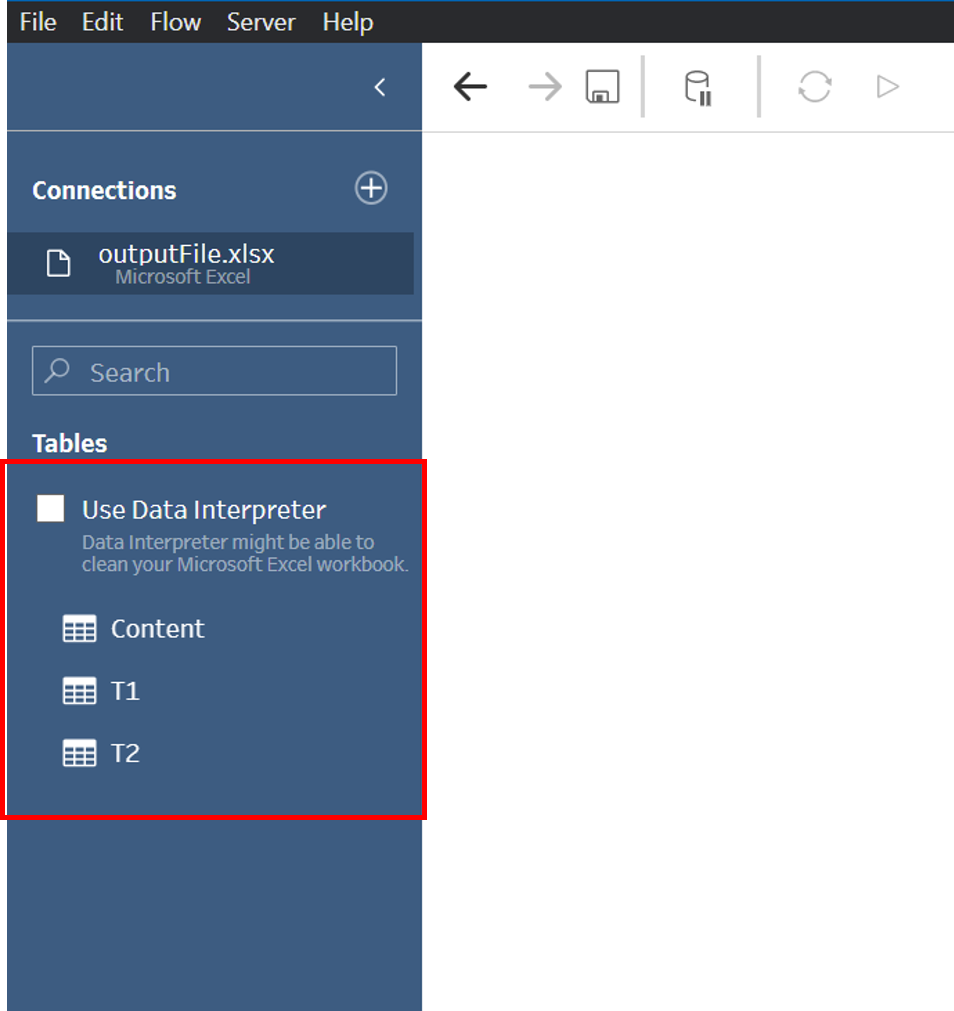 File Edit Flow Server Help
Connections
outputFile.xlsx
Microsoft Excel
Search
Tables
Use Data Interpreter
Data Interpreter might be able to
clean your Microsoft Excel workbook.
Content
T1
T2